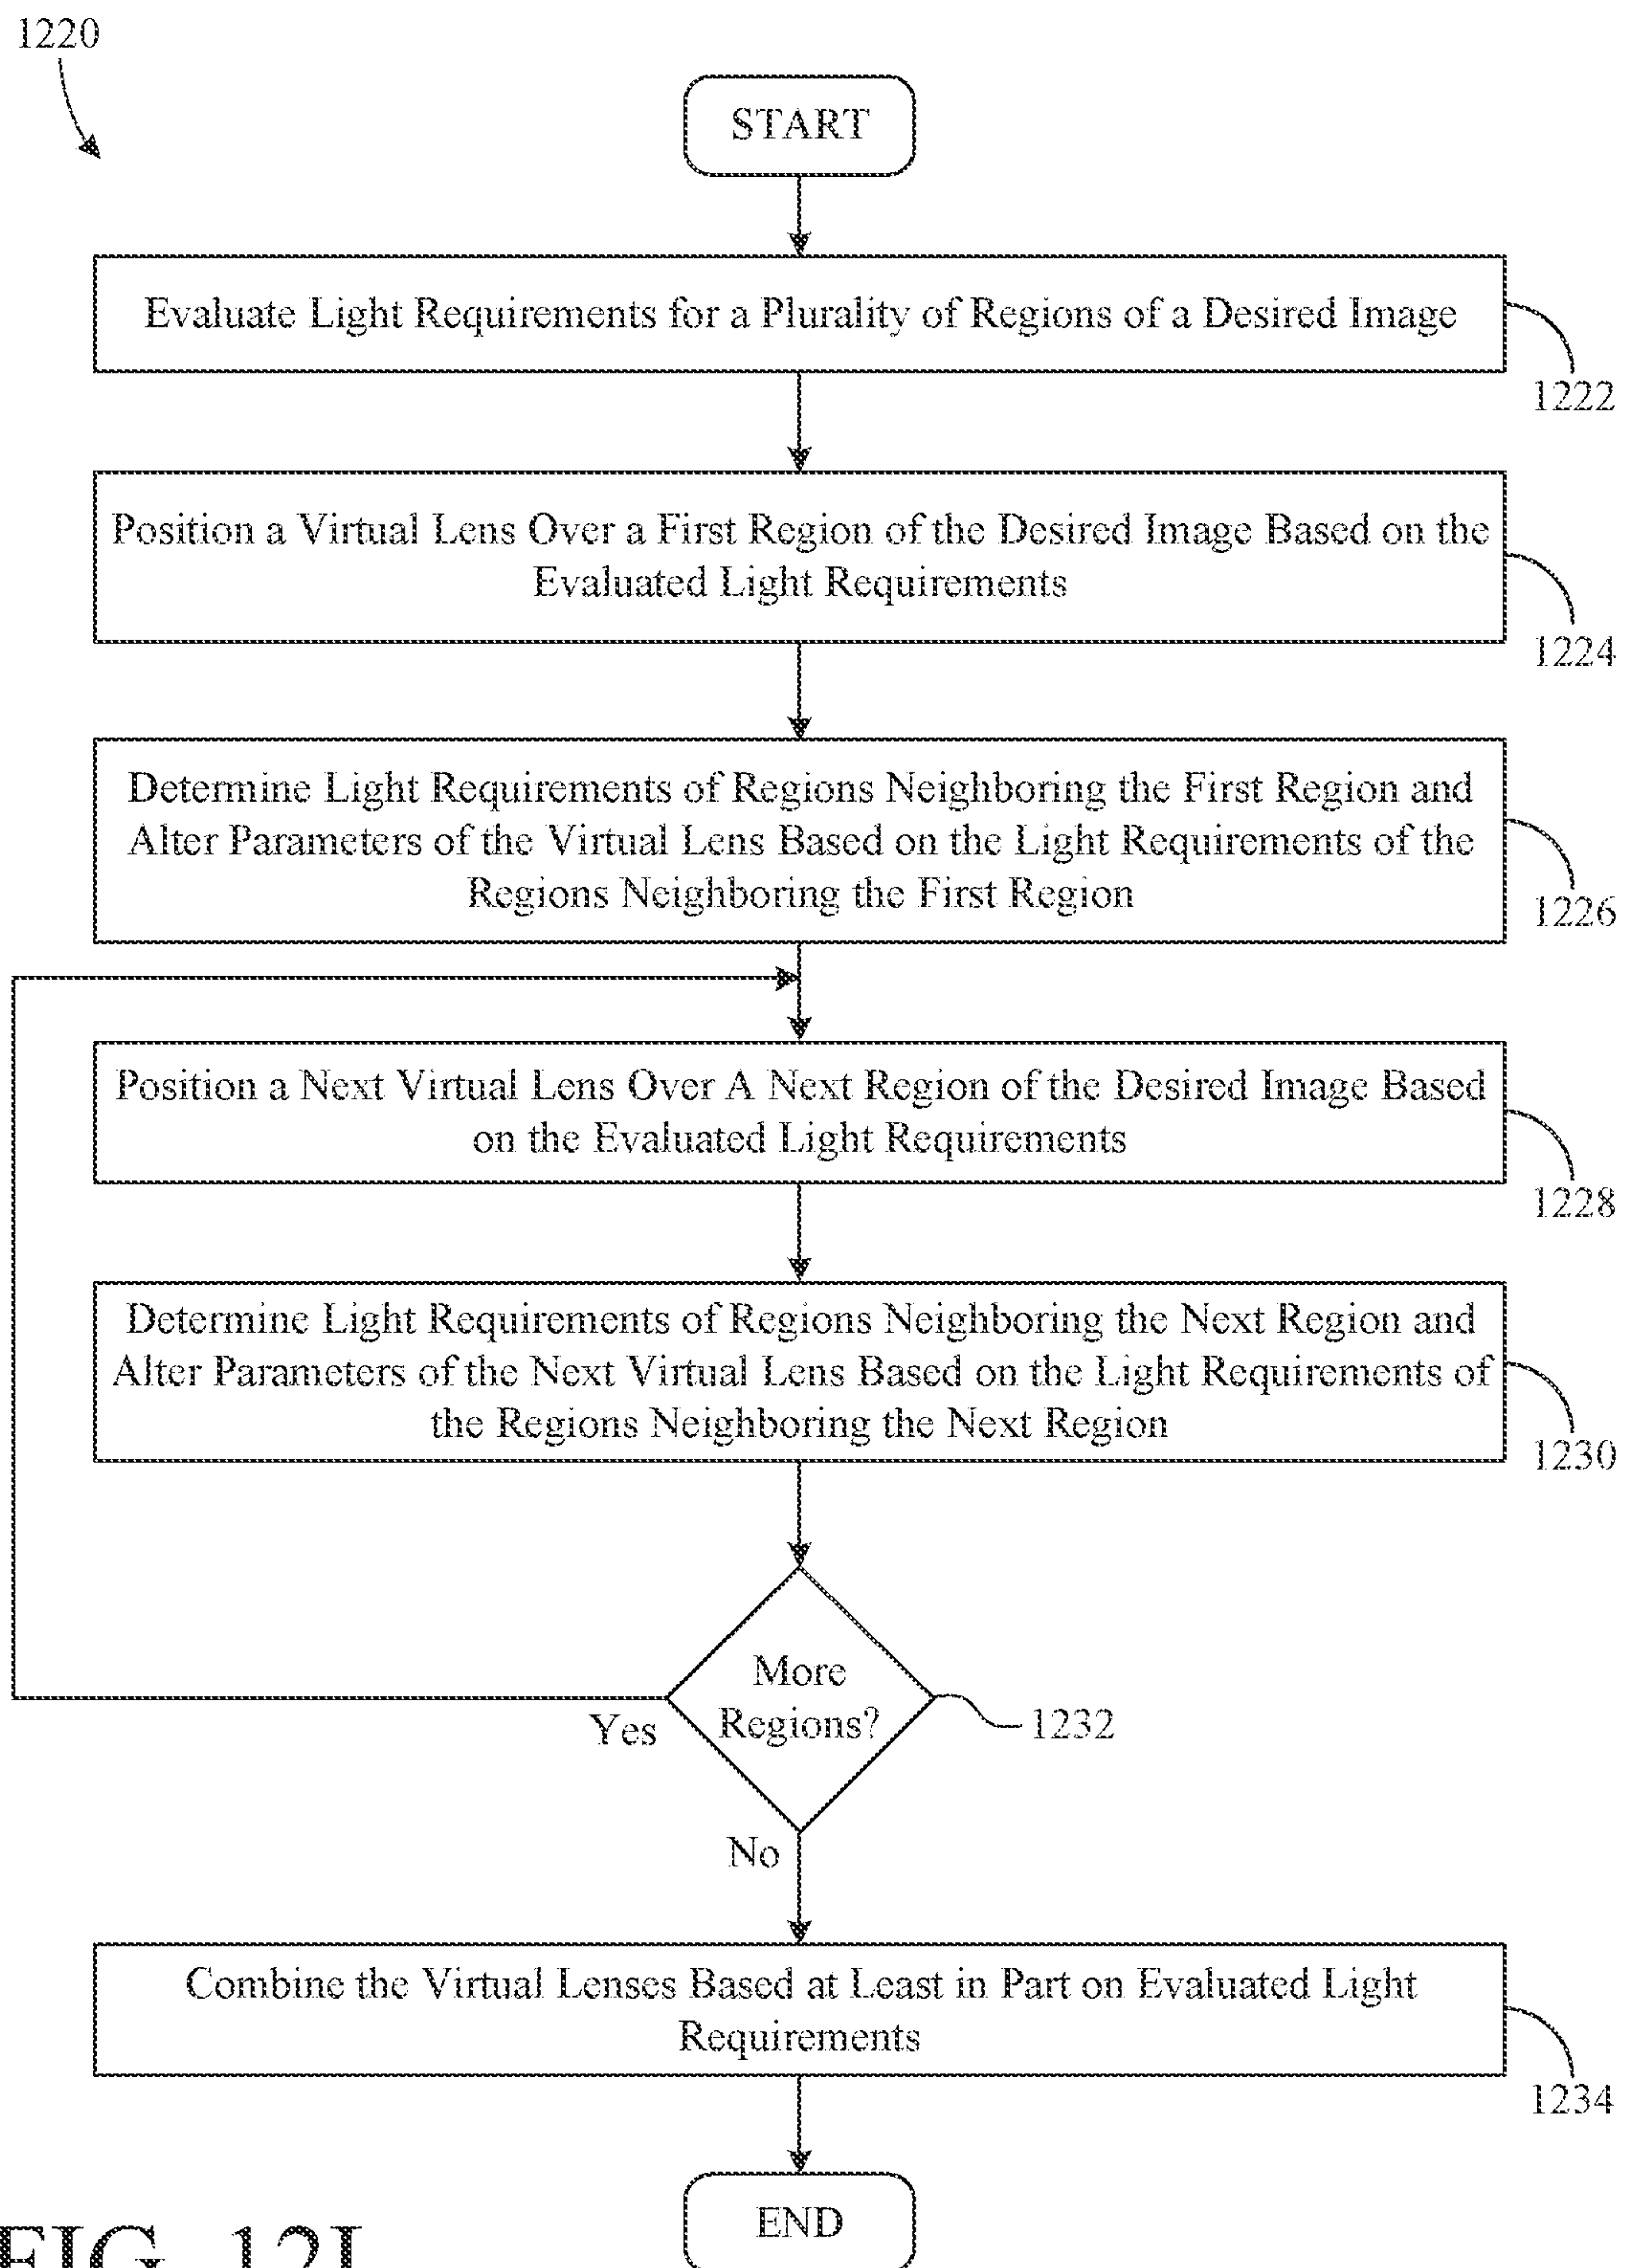 1220
START
Evaluate Light Requirements for a Plurality of Regions of a Desired Image
1222
Position a Virtual Lens Over a First Region of the Desired Image Based on the
Evaluated Light Requirements
1224
Determine Light Requirements of Regions Neighboring the First Region and
Alter Parameters of the Virtual Lens Based on the Light Requirements of the
Regions Neighboring the First Region
1226
Position a Next Virtual Lens Over A Next Region of the Desired Image Based
on the Evaluated Light Requirements
1228
Determine Light Requirements of Regions Neighboring the Next Region and
Alter Parameters of the Next Virtual Lens Based on the Light Requirements of
the Regions Neighboring the Next Region
1230
More
Regions?
1232
Yes
No
Combine the Virtual Lenses Based at Least in Part on Evaluated Light
Requirements
1234
END
FIG. 12I